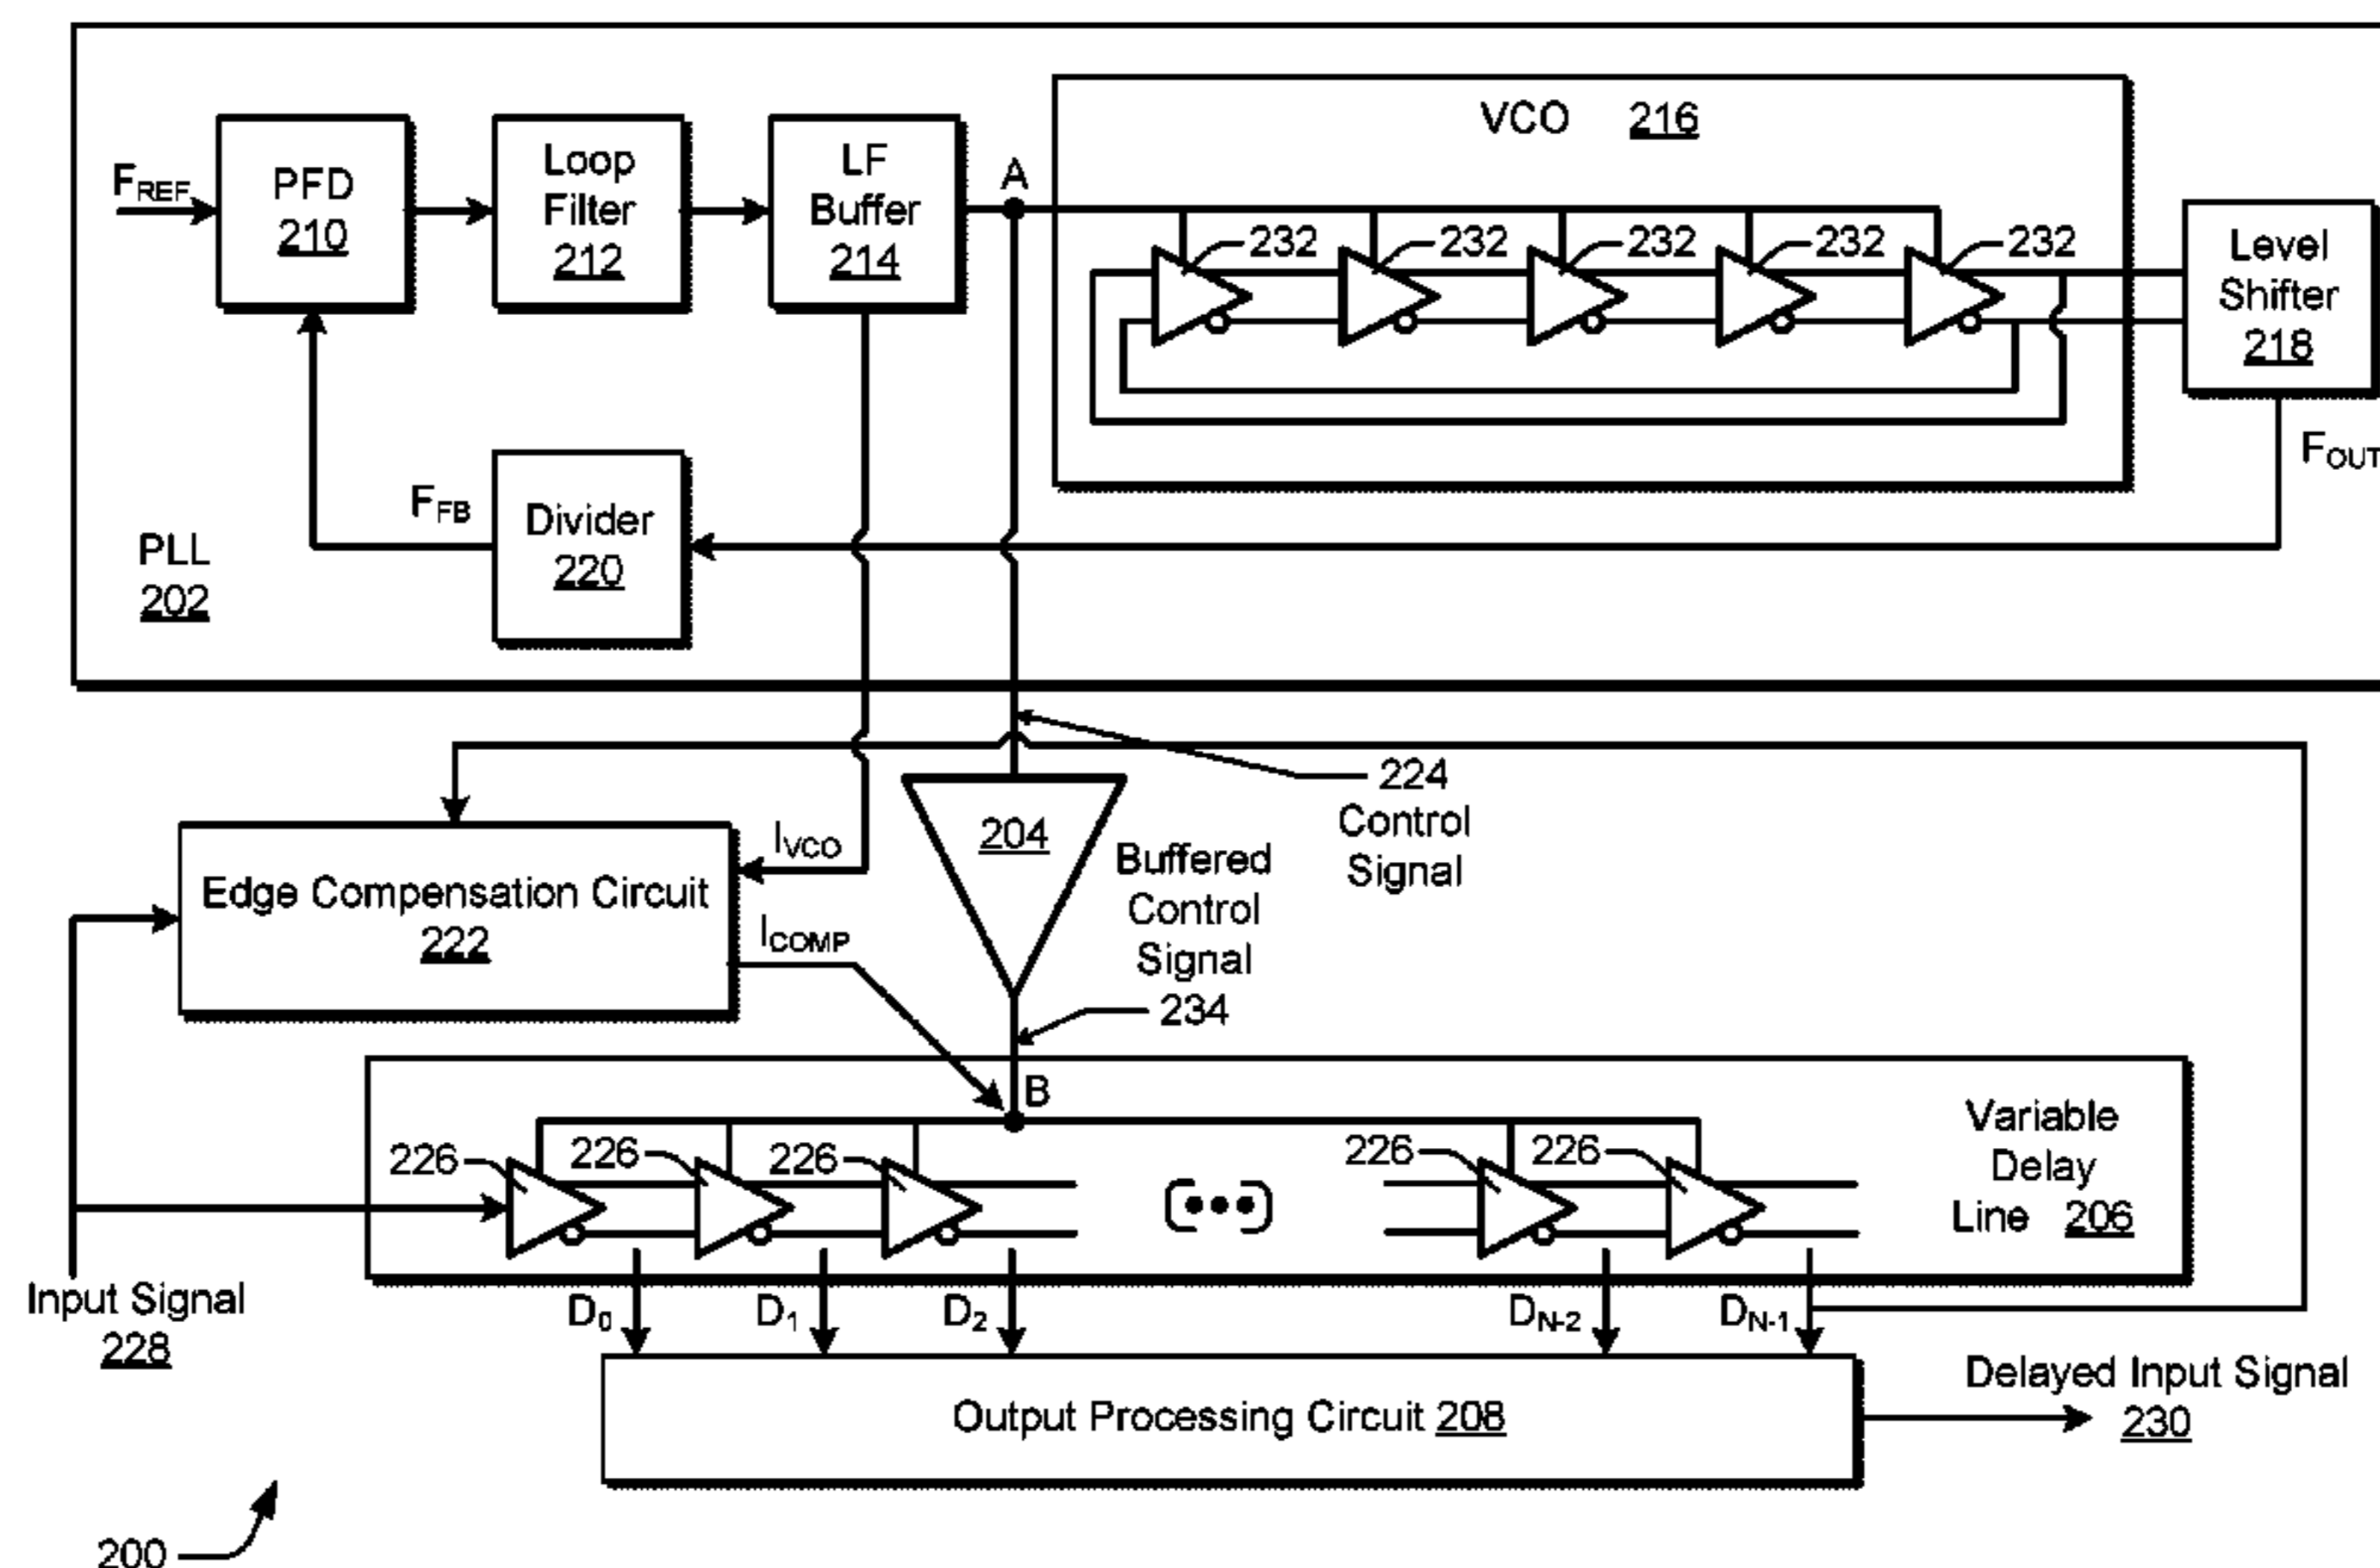 VCO 216
F_REF
PFD
210
Loop
Filter
212
LF
Buffer
214
A
232
232
232
232
232
Level
Shifter
218
F_OUT
F_FB
Divider
220
PLL
202
224
Control
Signal
204
Buffered
Control
Signal
234
I_VCO
Edge Compensation Circuit
222
I_COMP
B
Variable
Delay
Line 206
226
226
226
[•••]
226
226
Input Signal
228
D_0
D_1
D_2
D_N-2
D_N-1
Output Processing Circuit 208
Delayed Input Signal
230
200